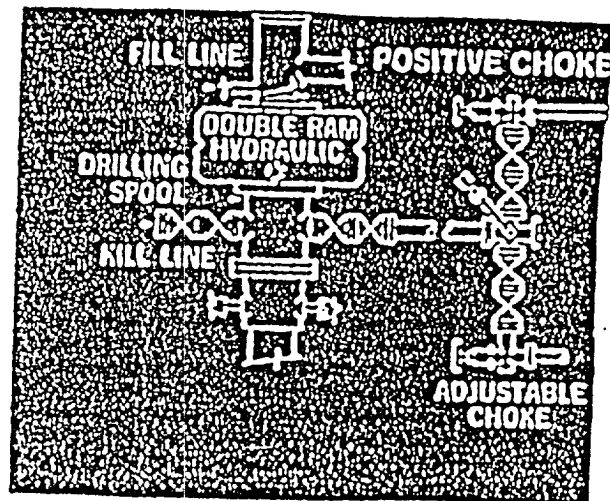 FILL LINE
POSITIVE CHOKE
DOUBLE RAM
HYDRAULIC
DRILLING
SPOOL
KILL LINE
ADJUSTABLE
CHOKE